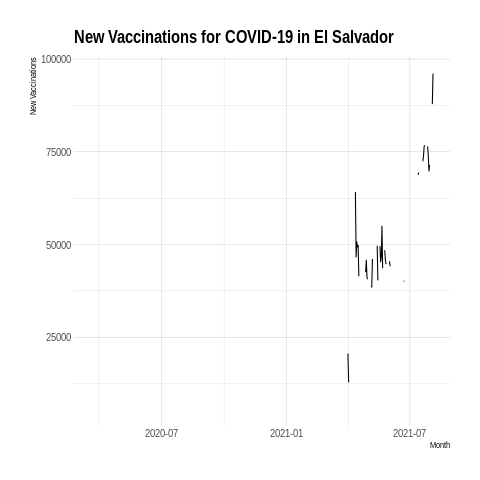 New Vaccinations for COVID-19 in El Salvador
New Vaccinations
100000
75000
50000
25000
2020-07 2021-01 2021-07
Month